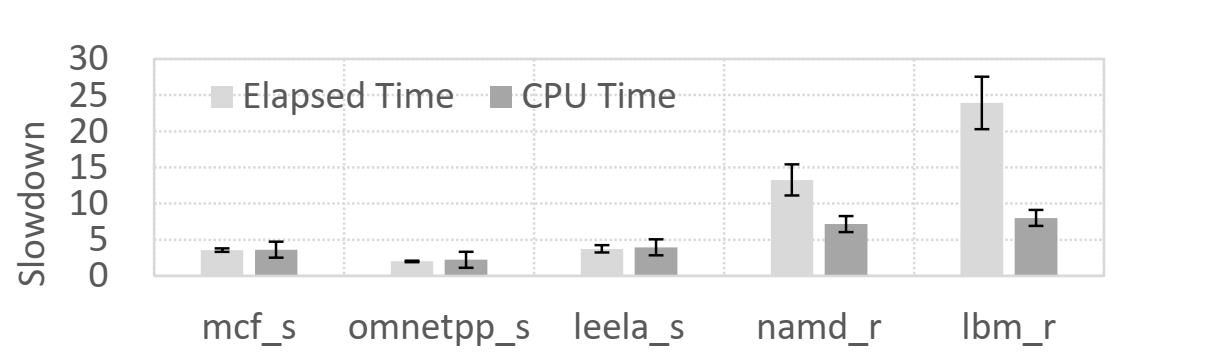 30
25
20
15
10
5
0
Slowdown
Elapsed Time
CPU Time
mcf_s
omnetpp_s
leela_s
namd_r
lbm_r